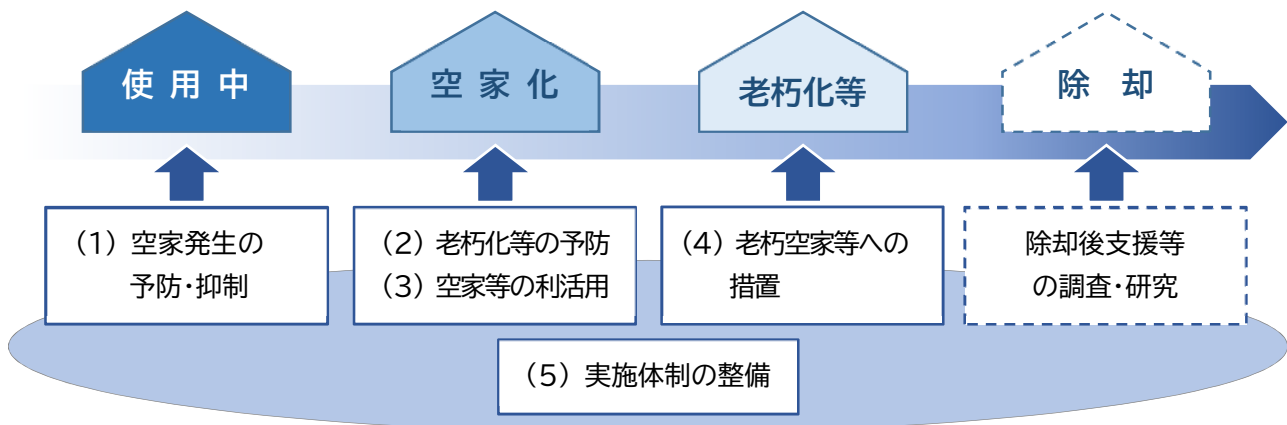 使用中
空家化
老朽化等
除却
(1) 空家発生の
予防・抑制
(2) 老朽化等の予防
(3) 空家等の利活用
(4) 老朽空家等への
措置
除却後支援等
の調査・研究
(5) 実施体制の整備